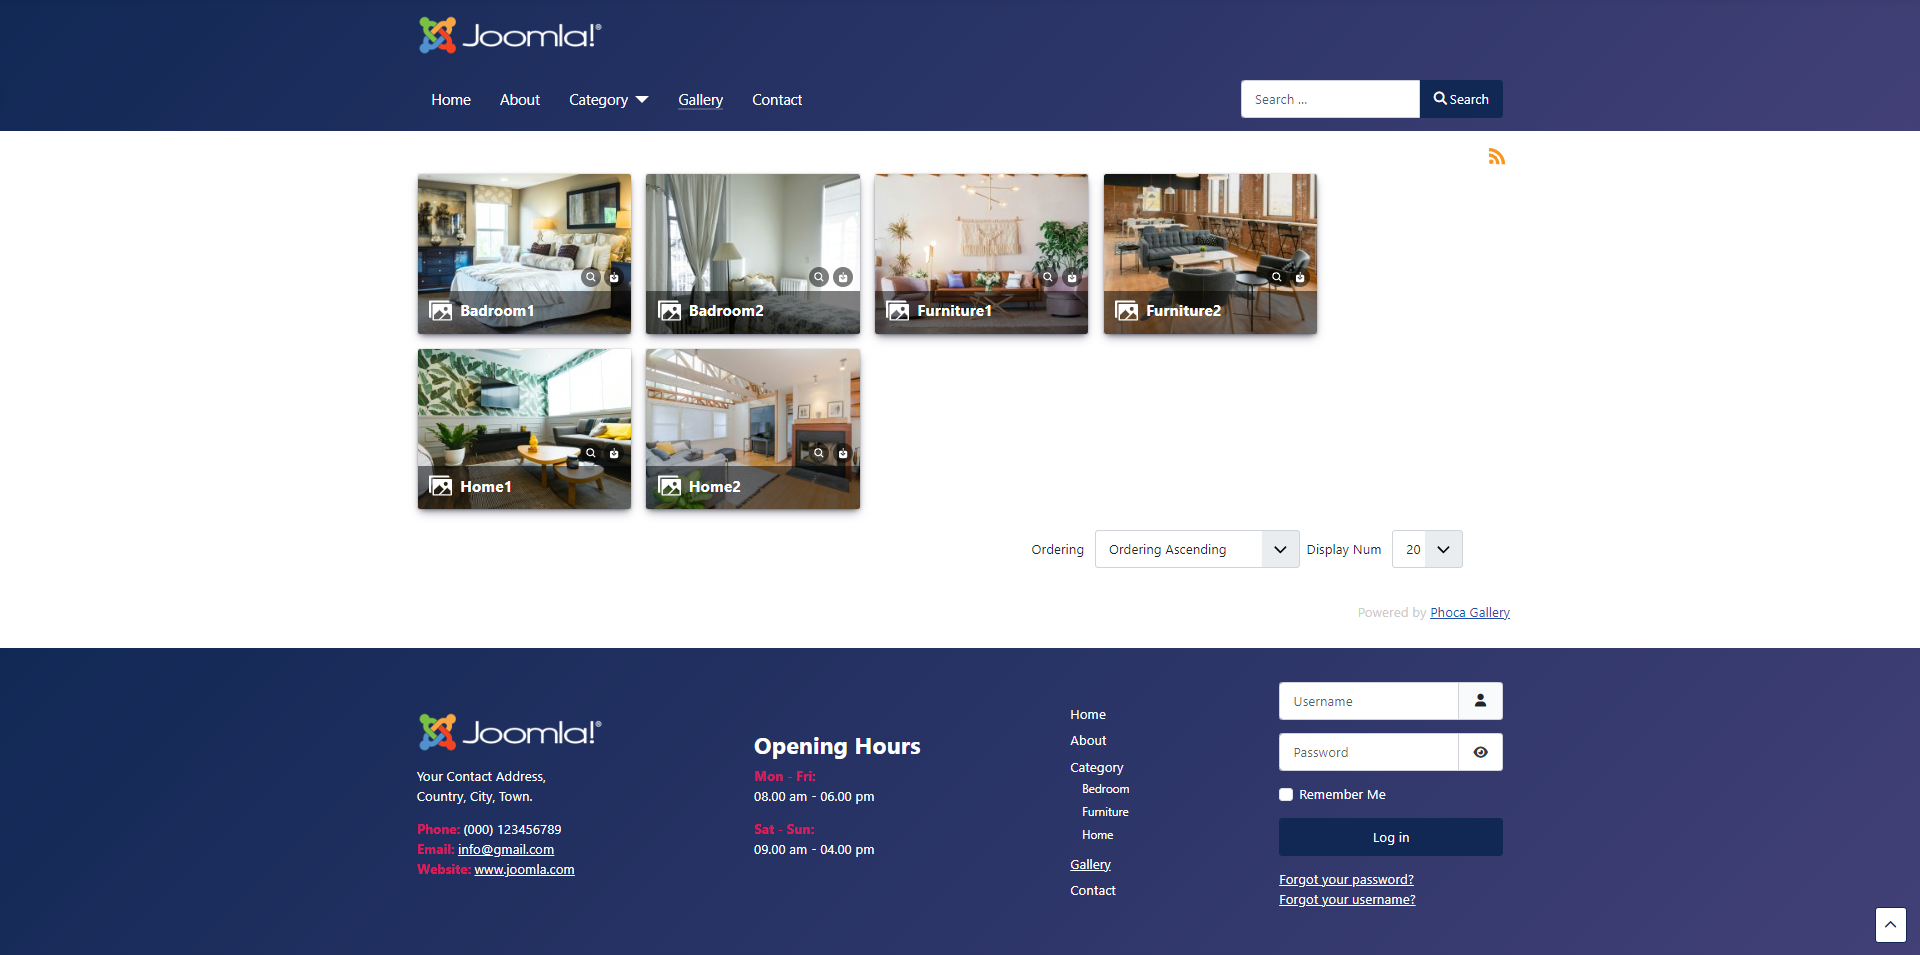 Joomla!®
Home About Category Gallery Contact
Search ... Search
Badroom1 Badroom2 Furniture1 Furniture2
Home1 Home2
Ordering Ordering Ascending Display Num 20
Powered by Phoca Gallery
Joomla!®
Your Contact Address,
Country, City, Town.
Phone: (000) 123456789
Email: info@gmail.com
Website: www.joomla.com
Opening Hours
Mon - Fri:
08.00 am - 06.00 pm
Sat - Sun:
09.00 am - 04.00 pm
Home
About
Category
Bedroom
Furniture
Home
Gallery
Contact
Username
Password
Remember Me
Log in
Forgot your password?
Forgot your username?